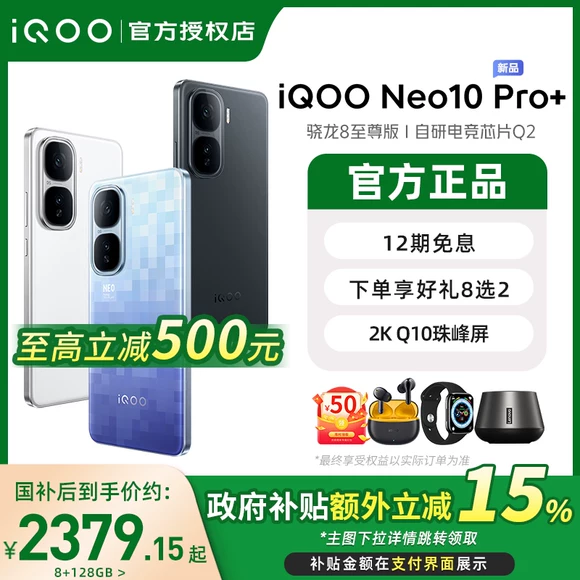 iQOO 官方授权店
新品
iQOO Neo10 Pro+
骁龙8至尊版 | 自研电竞芯片Q2
官方正品
12期免息
下单享好礼8选2
2K Q10珠峰屏
NEO
iQOO
iQOO
至高立减500元
¥50
Lenovo
*最终享受权益以实际订单为准
国补后到手价约:
¥2379.15起
8+128GB >
政府补贴额外立减15%
*主图下拉详情跳转领取
补贴金额在支付界面展示